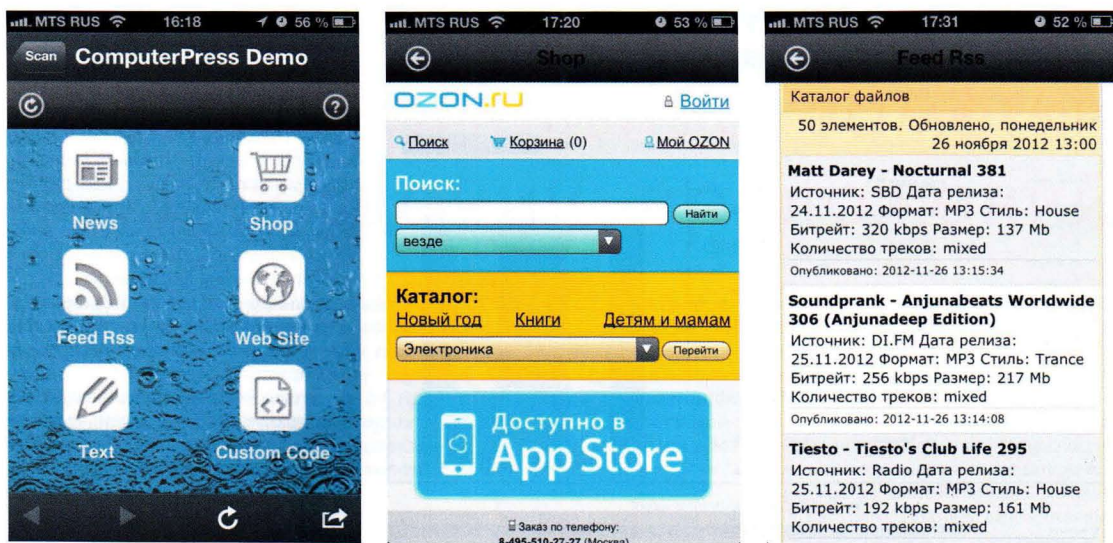 MTS RUS 16:18 56 %
Scan ComputerPress Demo
News Shop
Feed Rss Web Site
Text Custom Code
MTS RUS 17:20 53 %
Shop
OZON.ru Войти
Поиск Корзина (0) Мой OZON
Поиск:
Найти
везде
Каталог:
Новый год Книги Детям и мамам
Электроника Перейти
Доступно в
App Store
Заказ по телефону:
8-495-510-27-27 (Москва)
MTS RUS 17:31 52 %
Feed Rss
Каталог файлов
50 элементов. Обновлено, понедельник
26 ноября 2012 13:00
Matt Darey - Nocturnal 381
Источник: SBD Дата релиза:
24.11.2012 Формат: MP3 Стиль: House
Битрейт: 320 kbps Размер: 137 Mb
Количество треков: mixed
Опубликовано: 2012-11-26 13:15:34
Soundprank - Anjunabeats Worldwide
306 (Anjunadeep Edition)
Источник: DI.FM Дата релиза:
25.11.2012 Формат: MP3 Стиль: Trance
Битрейт: 256 kbps Размер: 217 Mb
Количество треков: mixed
Опубликовано: 2012-11-26 13:14:08
Tiesto - Tiesto's Club Life 295
Источник: Radio Дата релиза:
25.11.2012 Формат: MP3 Стиль: House
Битрейт: 192 kbps Размер: 161 Mb
Количество треков: mixed